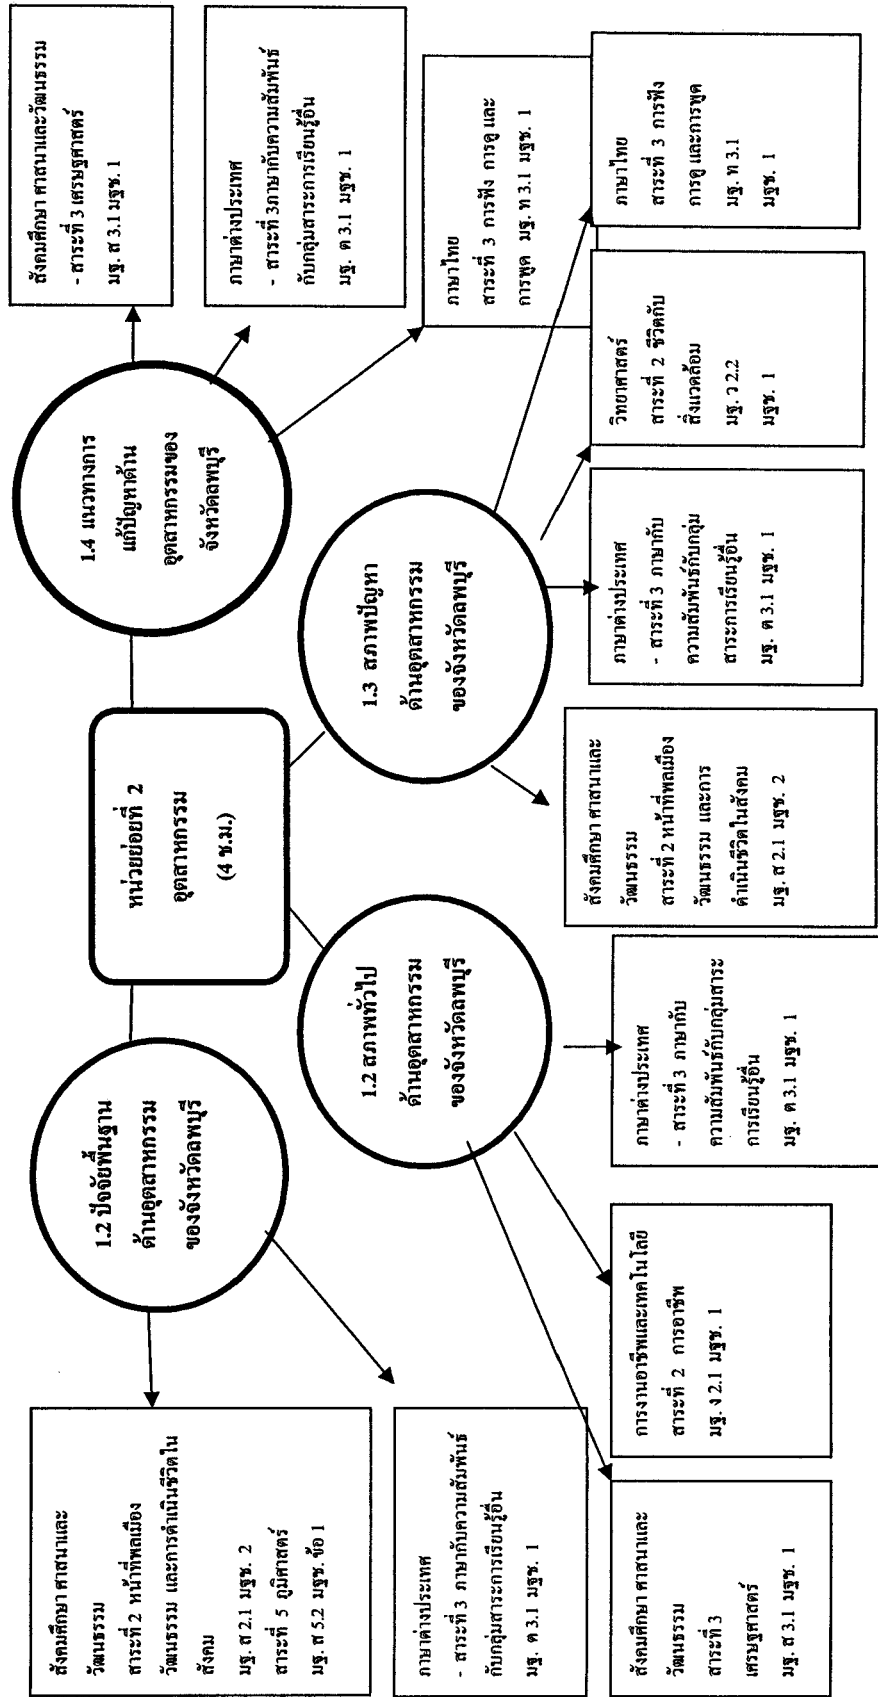 หน่วยย่อยที่ 2
อุตสาหกรรม
(4 ช.ม.)
1.2 ปัจจัยพื้นฐาน
ด้านอุตสาหกรรม
ของจังหวัดลพบุรี
สังคมศึกษา ศาสนาและ
วัฒนธรรม
สาระที่ 2 หน้าที่พลเมือง
วัฒนธรรม และการดำเนินชีวิตใน
สังคม
มฐ. ส 2.1 มฐช. 2
สาระที่ 5 ภูมิศาสตร์
มฐ. ส 5.2 มฐช. ข้อ 1
ภาษาต่างประเทศ
- สาระที่ 3 ภาษากับความสัมพันธ์
กับกลุ่มสาระการเรียนรู้อื่น
มฐ. ต 3.1 มฐช. 1
1.2 สภาพทั่วไป
ด้านอุตสาหกรรม
ของจังหวัดลพบุรี
สังคมศึกษา ศาสนาและ
วัฒนธรรม
สาระที่ 3
เศรษฐศาสตร์
มฐ. ส 3.1 มฐช. 1
การงานอาชีพและเทคโนโลยี
สาระที่ 2 การอาชีพ
มฐ. ง 2.1 มฐช. 1
ภาษาต่างประเทศ
- สาระที่ 3 ภาษากับ
ความสัมพันธ์กับกลุ่มสาระ
การเรียนรู้อื่น
มฐ. ต 3.1 มฐช. 1
1.3 สภาพปัญหา
ด้านอุตสาหกรรม
ของจังหวัดลพบุรี
สังคมศึกษา ศาสนาและ
วัฒนธรรม
สาระที่ 2 หน้าที่พลเมือง
วัฒนธรรม และการ
ดำเนินชีวิตในสังคม
มฐ. ส 2.1 มฐช. 2
ภาษาต่างประเทศ
- สาระที่ 3 ภาษากับ
ความสัมพันธ์กับกลุ่ม
สาระการเรียนรู้อื่น
มฐ. ต 3.1 มฐช. 1
วิทยาศาสตร์
สาระที่ 2 ชีวิตกับ
สิ่งแวดล้อม
มฐ. ว 2.2
มฐช. 1
ภาษาไทย
สาระที่ 3 การฟัง
การดู และการพูด
มฐ. ท 3.1
มฐช. 1
1.4 แนวทางการ
แก้ปัญหาด้าน
อุตสาหกรรมของ
จังหวัดลพบุรี
สังคมศึกษา ศาสนาและวัฒนธรรม
- สาระที่ 3 เศรษฐศาสตร์
มฐ. ส 3.1 มฐช. 1
ภาษาต่างประเทศ
- สาระที่ 3ภาษากับความสัมพันธ์
กับกลุ่มสาระการเรียนรู้อื่น
มฐ. ต 3.1 มฐช. 1
ภาษาไทย
สาระที่ 3 การฟัง การดู และ
การพูด มฐ. ท 3.1 มฐช. 1